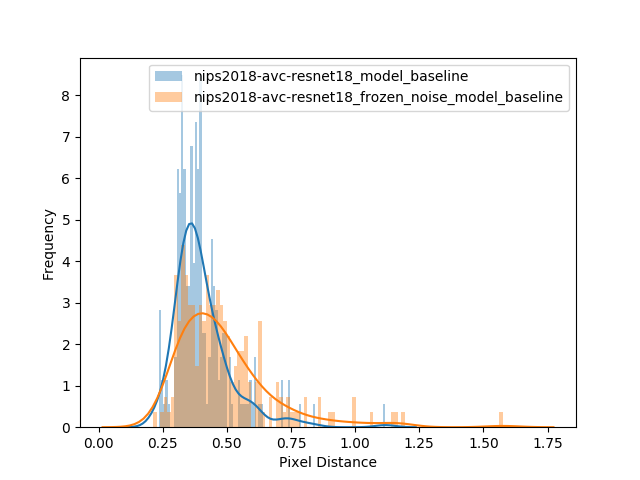 nips2018-avc-resnet18_model_baseline
nips2018-avc-resnet18_frozen_noise_model_baseline
Frequency
8
7
6
5
4
3
2
1
0
0.00 0.25 0.50 0.75 1.00 1.25 1.50 1.75
Pixel Distance